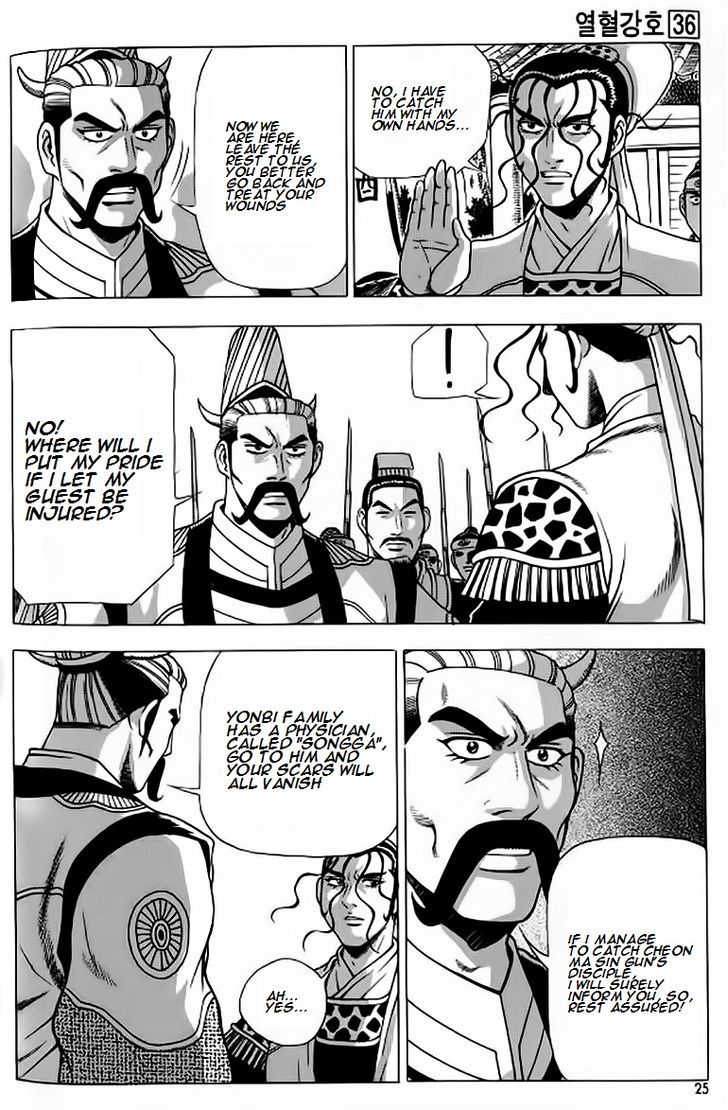 열혈강호 36
NOW WE
ARE HERE,
LEAVE THE
REST TO US,
YOU BETTER
GO BACK AND
TREAT YOUR
WOUNDS
NO, I HAVE
TO CATCH
HIM WITH MY
OWN HANDS...
NO!
WHERE WILL I
PUT MY PRIDE
IF I LET MY
GUEST BE
INJURED?
!
YONBI FAMILY
HAS A PHYSICIAN,
CALLED "SONGGA",
GO TO HIM AND
YOUR SCARS WILL
ALL VANISH
AH...
YES...
IF I MANAGE
TO CATCH CHEON
MA SIN GUN'S
DISCIPLE,
I WILL SURELY
INFORM YOU, SO,
REST ASSURED!
25